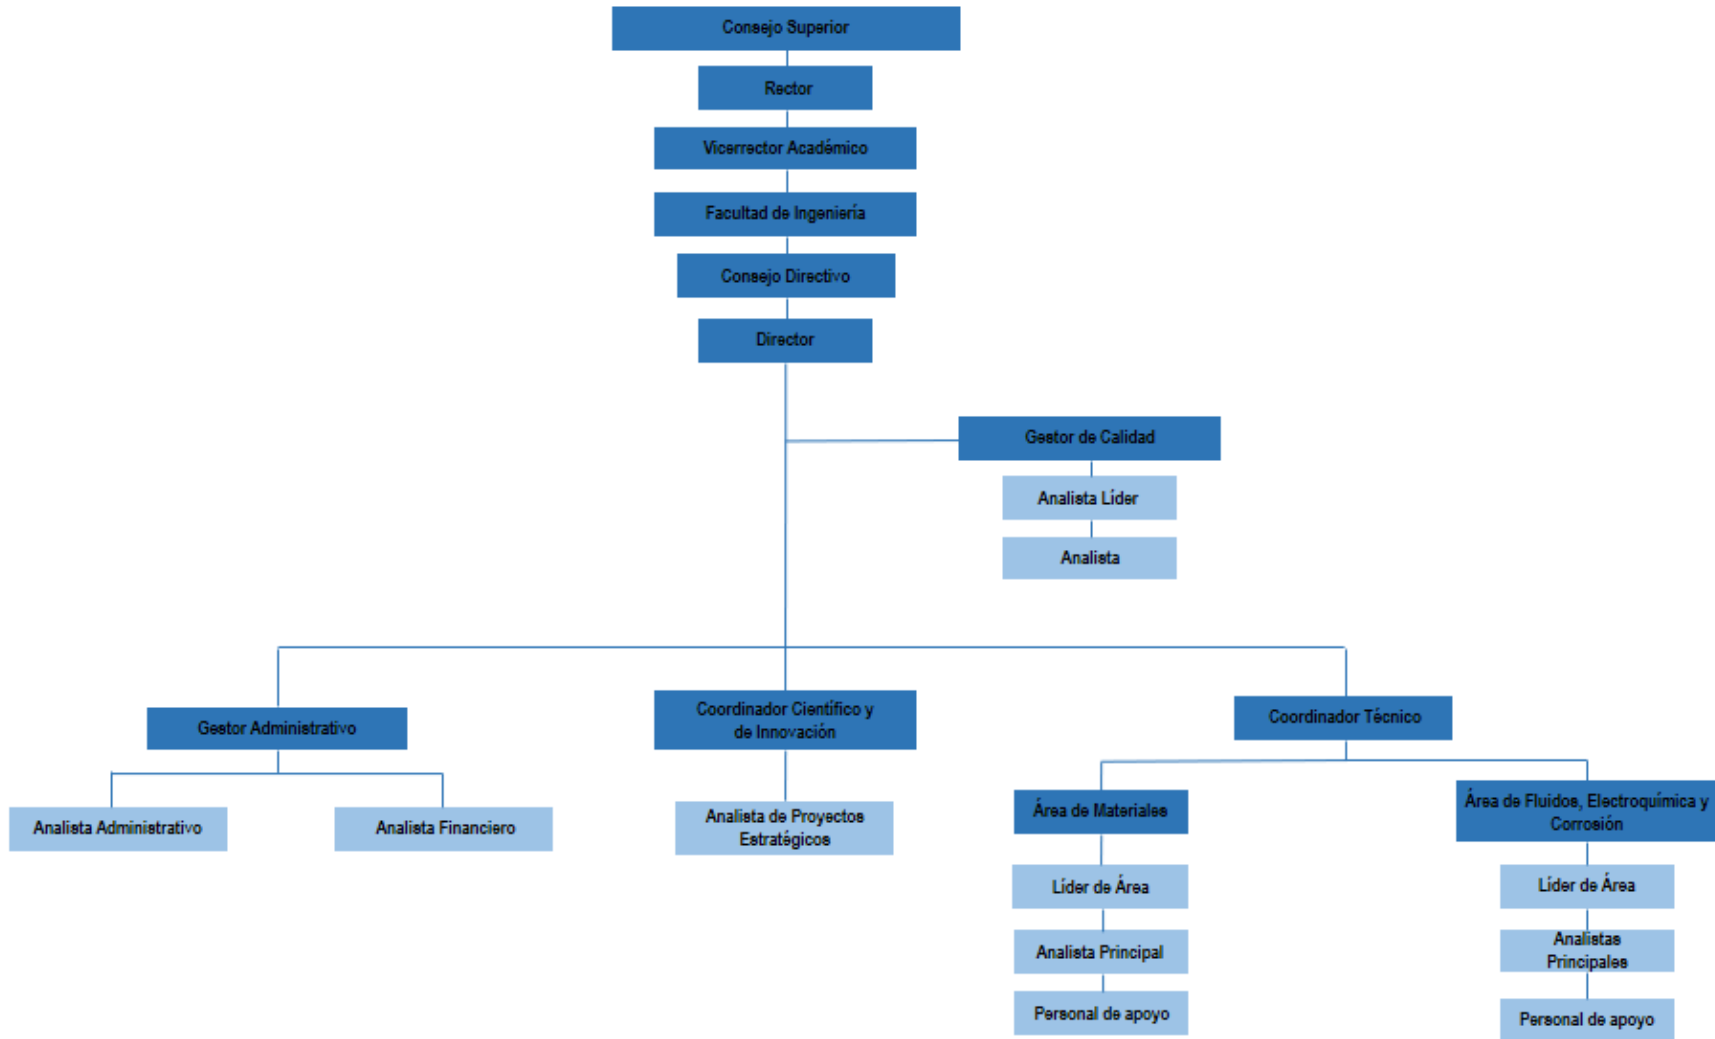 Consejo Superior
Rector
Vicerrector Académico
Facultad de Ingeniería
Consejo Directivo
Director
Gestor de Calidad
Analista Líder
Analista
Gestor Administrativo
Coordinador Científico y
de Innovación
Coordinador Técnico
Analista Administrativo
Analista Financiero
Analista de Proyectos
Estratégicos
Área de Materiales
Área de Fluidos, Electroquímica y
Corrosión
Líder de Área
Analista Principal
Personal de apoyo
Líder de Área
Analistas
Principales
Personal de apoyo